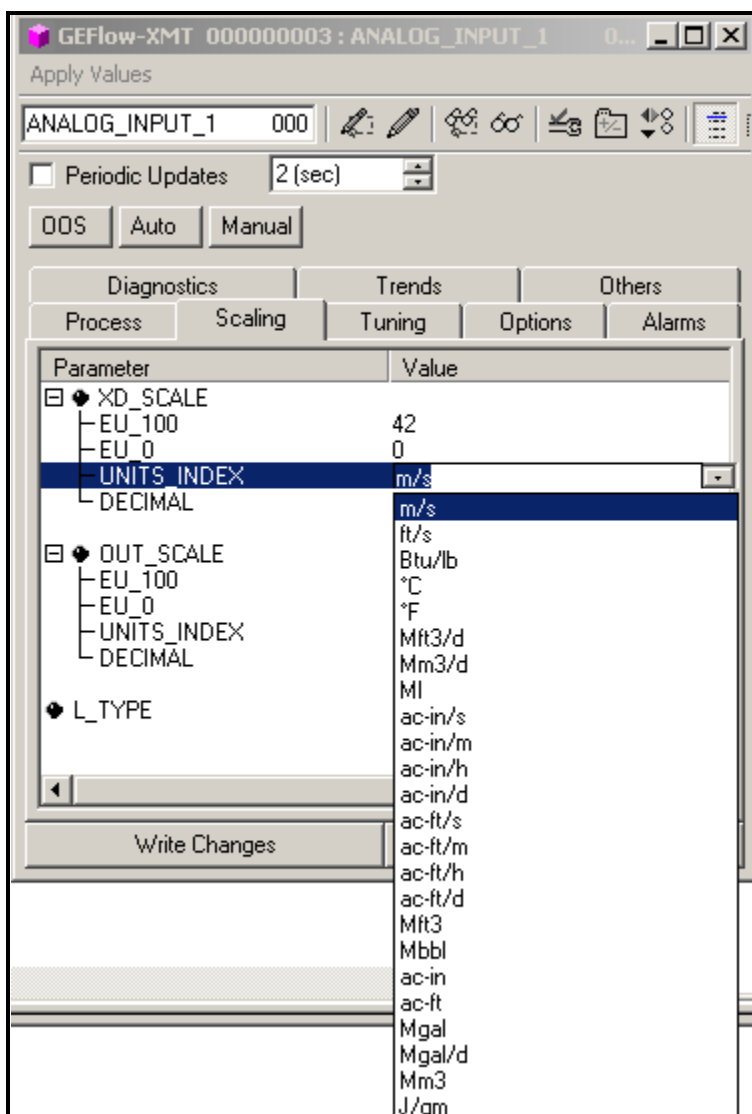 GEFlow-XMT 000000003 : ANALOG_INPUT_1 0...
Apply Values
ANALOG_INPUT_1 000
Periodic Updates 2 (sec)
OOS Auto Manual
Diagnostics Trends Others
Process Scaling Tuning Options Alarms
Parameter Value
XD_SCALE
EU_100 42
EU_0 0
UNITS_INDEX m/s
DECIMAL
OUT_SCALE
EU_100
EU_0
UNITS_INDEX
DECIMAL
L_TYPE
Write Changes
m/s
ft/s
Btu/lb
°C
°F
Mft3/d
Mm3/d
Ml
ac-in/s
ac-in/m
ac-in/h
ac-in/d
ac-ft/s
ac-ft/m
ac-ft/h
ac-ft/d
Mft3
Mbbl
ac-in
ac-ft
Mgal
Mgal/d
Mm3
J/gm